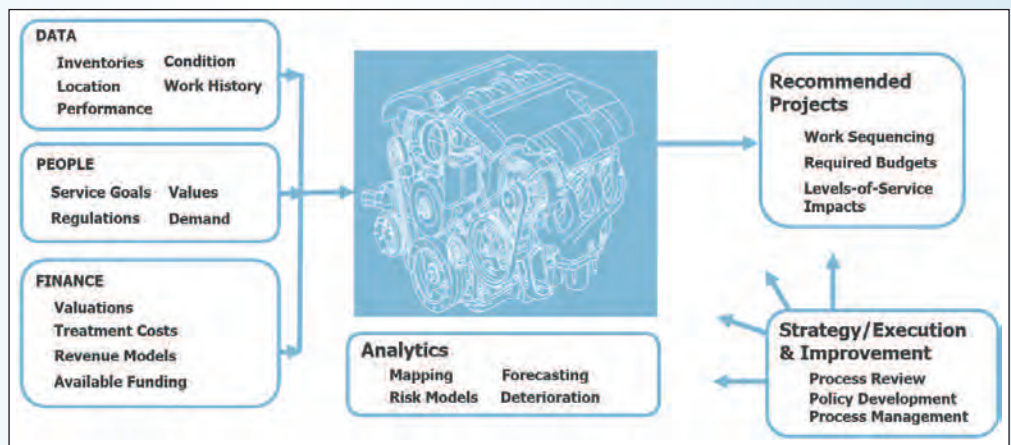 DATA
Inventories Condition
Location Work History
Performance
PEOPLE
Service Goals Values
Regulations Demand
FINANCE
Valuations
Treatment Costs
Revenue Models
Available Funding
Analytics
Mapping Forecasting
Risk Models Deterioration
Recommended
Projects
Work Sequencing
Required Budgets
Levels-of-Service
Impacts
Strategy/Execution
& Improvement
Process Review
Policy Development
Process Management